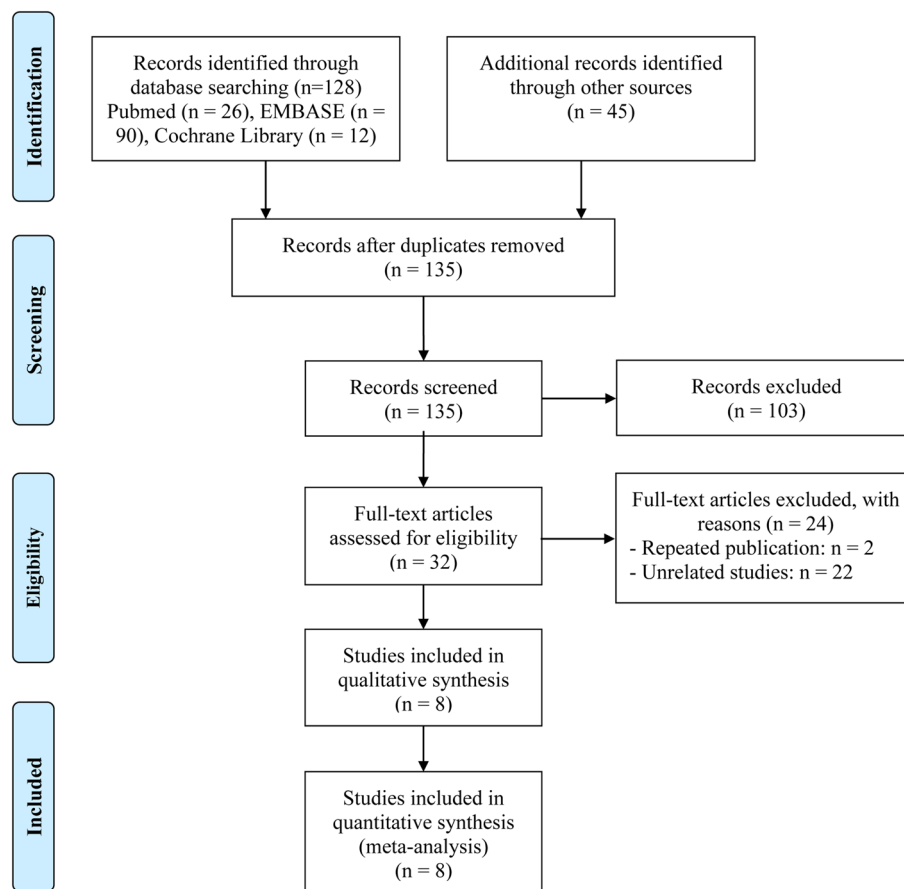 Identification
Records identified through
database searching (n=128)
Pubmed (n = 26), EMBASE (n =
90), Cochrane Library (n = 12)
Additional records identified
through other sources
(n = 45)
Screening
Records after duplicates removed
(n = 135)
Records screened
(n = 135)
Records excluded
(n = 103)
Eligibility
Full-text articles
assessed for eligibility
(n = 32)
Full-text articles excluded, with
reasons (n = 24)
- Repeated publication: n = 2
- Unrelated studies: n = 22
Studies included in
qualitative synthesis
(n = 8)
Included
Studies included in
quantitative synthesis
(meta-analysis)
(n = 8)